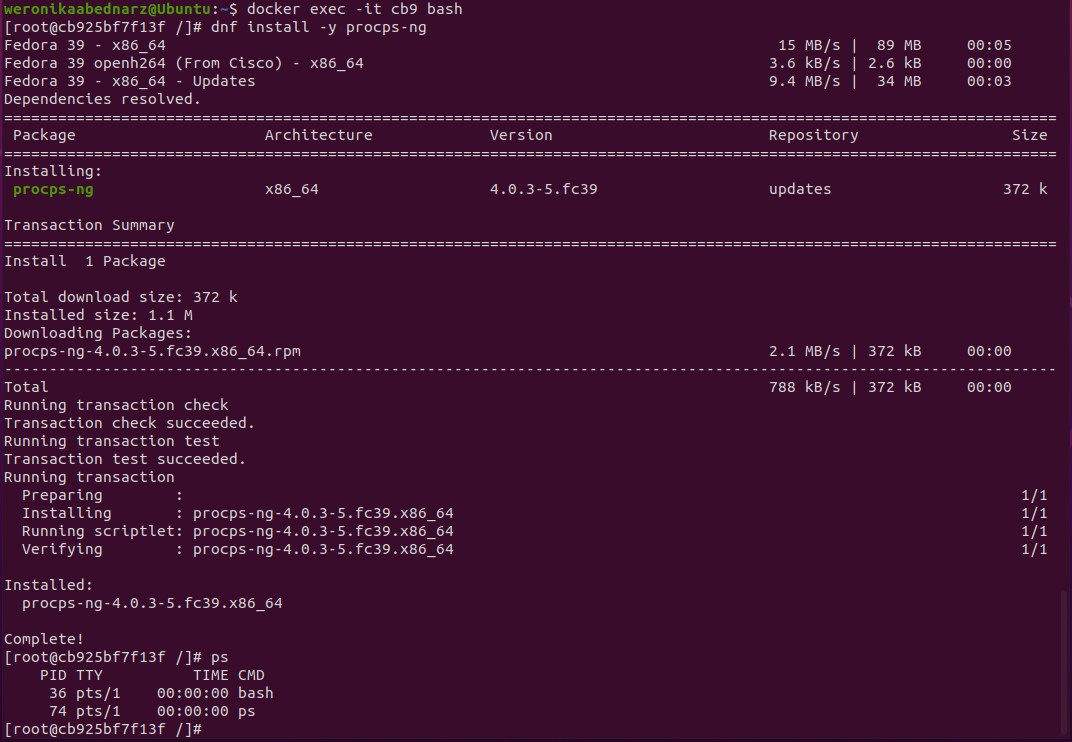 weronikaabednarz@Ubuntu:~$ docker exec -it cb9 bash
[root@cb925bf7f13f /]# dnf install -y procps-ng
Fedora 39 - x86_64                                                                    15 MB/s |  89 MB     00:05
Fedora 39 openh264 (From Cisco) - x86_64                                             3.6 kB/s | 2.6 kB     00:00
Fedora 39 - x86_64 - Updates                                                         9.4 MB/s |  34 MB     00:03
Dependencies resolved.
=====================================================================================================================
 Package                     Architecture             Version                        Repository                 Size
=====================================================================================================================
Installing:
 procps-ng                   x86_64                   4.0.3-5.fc39                   updates                   372 k

Transaction Summary
=====================================================================================================================
Install  1 Package

Total download size: 372 k
Installed size: 1.1 M
Downloading Packages:
procps-ng-4.0.3-5.fc39.x86_64.rpm                                                    2.1 MB/s | 372 kB     00:00
---------------------------------------------------------------------------------------------------------------------
Total                                                                                788 kB/s | 372 kB     00:00
Running transaction check
Transaction check succeeded.
Running transaction test
Transaction test succeeded.
Running transaction
  Preparing        :                                                                                             1/1
  Installing       : procps-ng-4.0.3-5.fc39.x86_64                                                               1/1
  Running scriptlet: procps-ng-4.0.3-5.fc39.x86_64                                                               1/1
  Verifying        : procps-ng-4.0.3-5.fc39.x86_64                                                               1/1

Installed:
  procps-ng-4.0.3-5.fc39.x86_64

Complete!
[root@cb925bf7f13f /]# ps
    PID TTY          TIME CMD
     36 pts/1    00:00:00 bash
     74 pts/1    00:00:00 ps
[root@cb925bf7f13f /]#